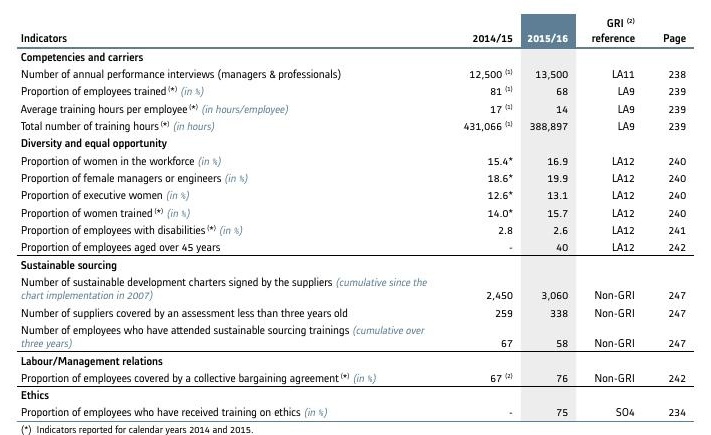 GRI (2)
Indicators 2014/15 2015/16 reference Page
Competencies and carriers
Number of annual performance interviews (managers & professionals) 12,500 (1) 13,500 LA11 238
Proportion of employees trained (*) (in %) 81 (1) 68 LA9 239
Average training hours per employee (*) (in hours/employee) 17 (1) 14 LA9 239
Total number of training hours (*) (in hours) 431,066 (1) 388,897 LA9 239
Diversity and equal opportunity
Proportion of women in the workforce (in %) 15.4* 16.9 LA12 240
Proportion of female managers or engineers (in %) 18.6* 19.9 LA12 240
Proportion of executive women (in %) 12.6* 13.1 LA12 240
Proportion of women trained (*) (in %) 14.0* 15.7 LA12 240
Proportion of employees with disabilities (*) (in %) 2.8 2.6 LA12 241
Proportion of employees aged over 45 years - 40 LA12 242
Sustainable sourcing
Number of sustainable development charters signed by the suppliers (cumulative since the
chart implementation in 2007) 2,450 3,060 Non-GRI 247
Number of suppliers covered by an assessment less than three years old 259 338 Non-GRI 247
Number of employees who have attended sustainable sourcing trainings (cumulative over
three years) 67 58 Non-GRI 247
Labour/Management relations
Proportion of employees covered by a collective bargaining agreement (*) (in %) 67 (2) 76 Non-GRI 242
Ethics
Proportion of employees who have received training on ethics (in %) - 75 SO4 234
(*) Indicators reported for calendar years 2014 and 2015.